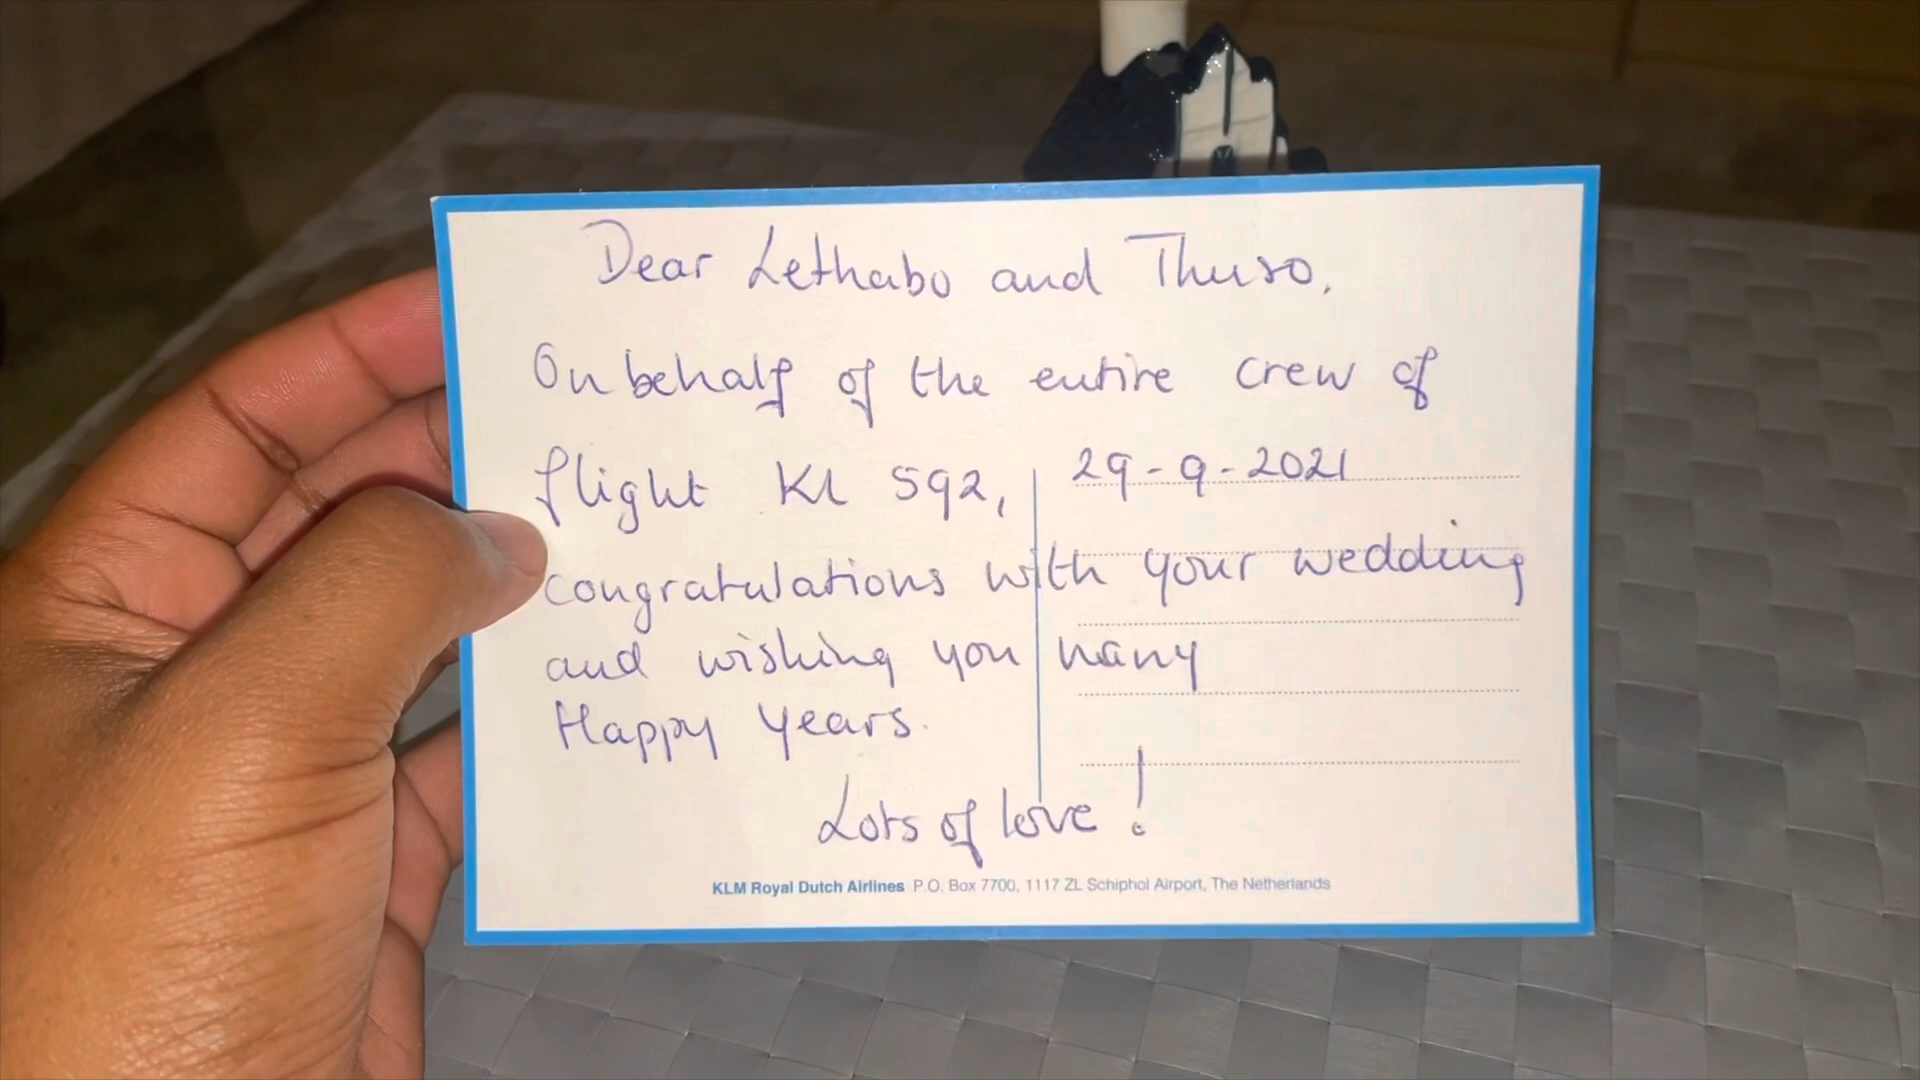 Dear Lethabo and Thuso,
On behalf of the entire crew of
flight KL 592, 29-9-2021
congratulations with your wedding
and wishing you many
Happy Years.
Lots of love!
KLM Royal Dutch Airlines P.O. Box 7700, 1117 ZL Schiphol Airport, The Netherlands